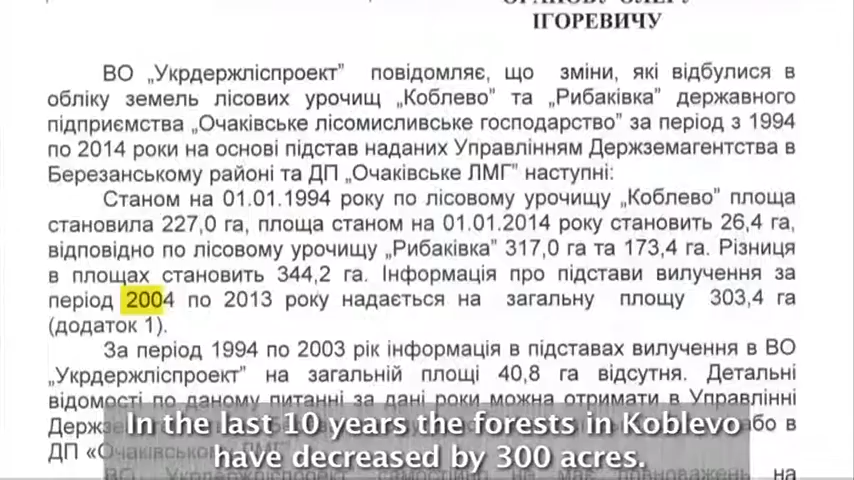 ІГОРЕВИЧУ
ВО „Укрдержліспроект” повідомляє, що зміни, які відбулися в
обліку земель лісових урочищ „Коблево” та „Рибаківка” державного
підприємства „Очаківське лісомисливське господарство” за період з 1994
по 2014 роки на основі підстав наданих Управлінням Держземагентства в
Березанському районі та ДП „Очаківське ЛМГ” наступні:
Станом на 01.01.1994 року по лісовому урочищу „Коблево” площа
становила 227,0 га, площа станом на 01.01.2014 року становить 26,4 га,
відповідно по лісовому урочищу „Рибаківка” 317,0 га та 173,4 га. Різниця
в площах становить 344,2 га. Інформація про підстави вилучення за
період 2004 по 2013 року надається на загальну площу 303,4 га
(додаток 1).
За період 1994 по 2003 рік інформація в підставах вилучення в ВО
„Укрдержліспроект” на загальній площі 40,8 га відсутня. Детальні
відомості по даному питанні за дані роки можна отримати в Управлінні
або в
ДП «Очаківському ЛМГ”
In the last 10 years the forests in Koblevo
have decreased by 300 acres.